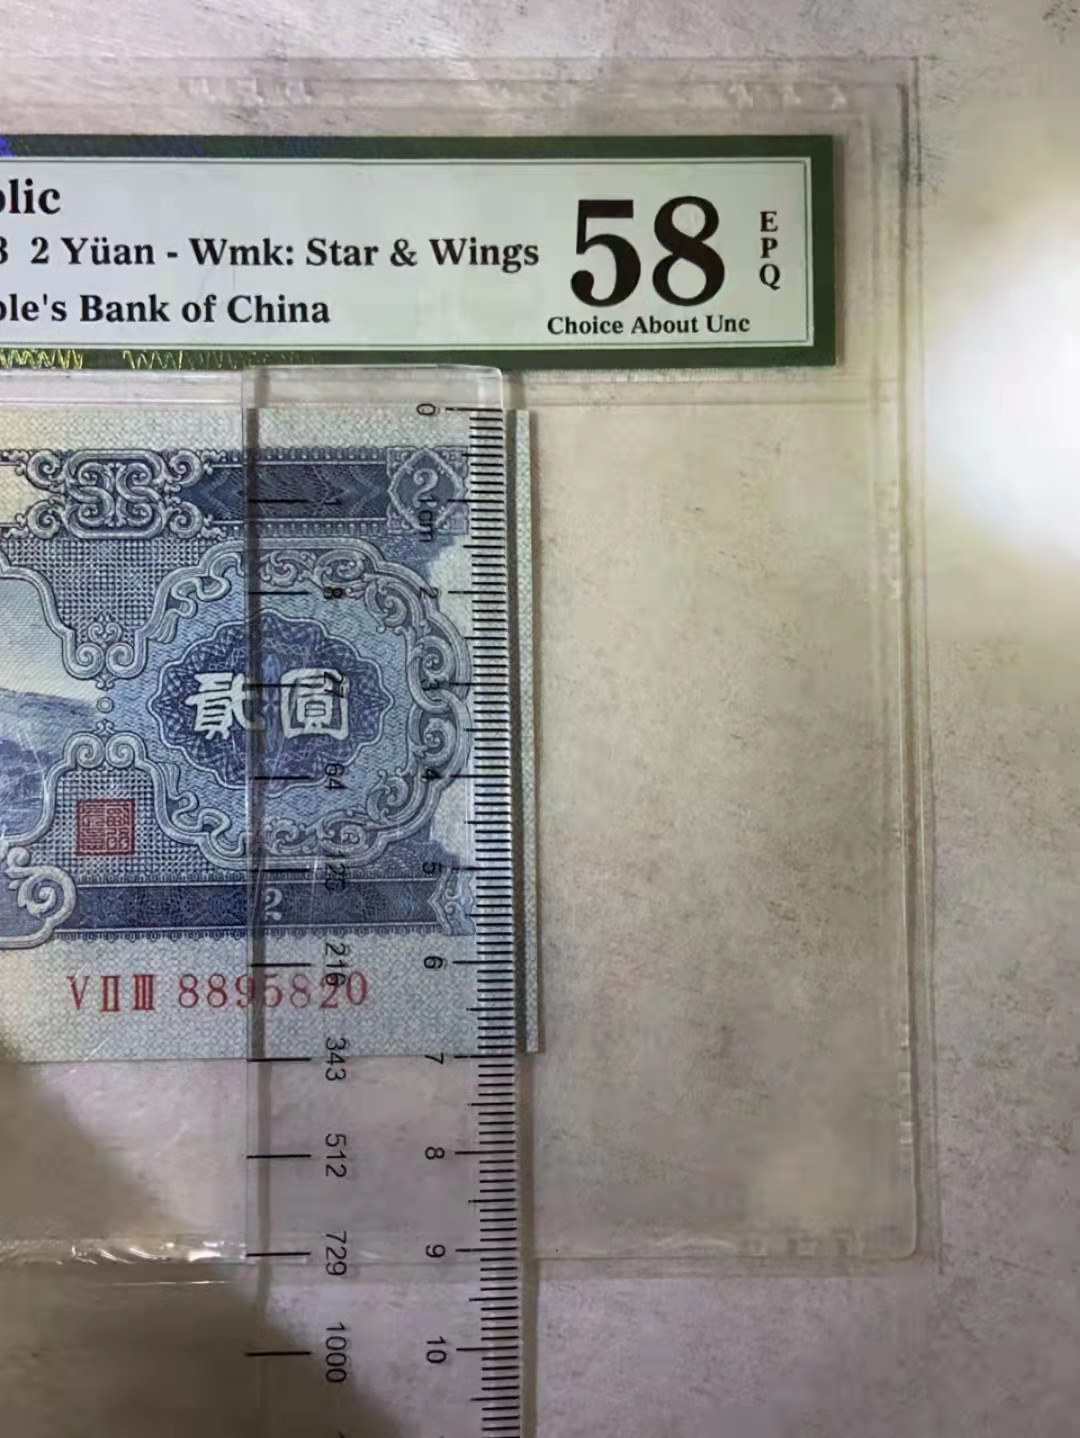 blic
3 2 Yüan - Wmk: Star & Wings
ple's Bank of China
58
EPQ
Choice About Unc
0
1cm
2
3
4
5
6
7
8
9
10
8
27
64
125
216
343
512
729
1000
2
貳圓
2
VⅡⅢ 8895820